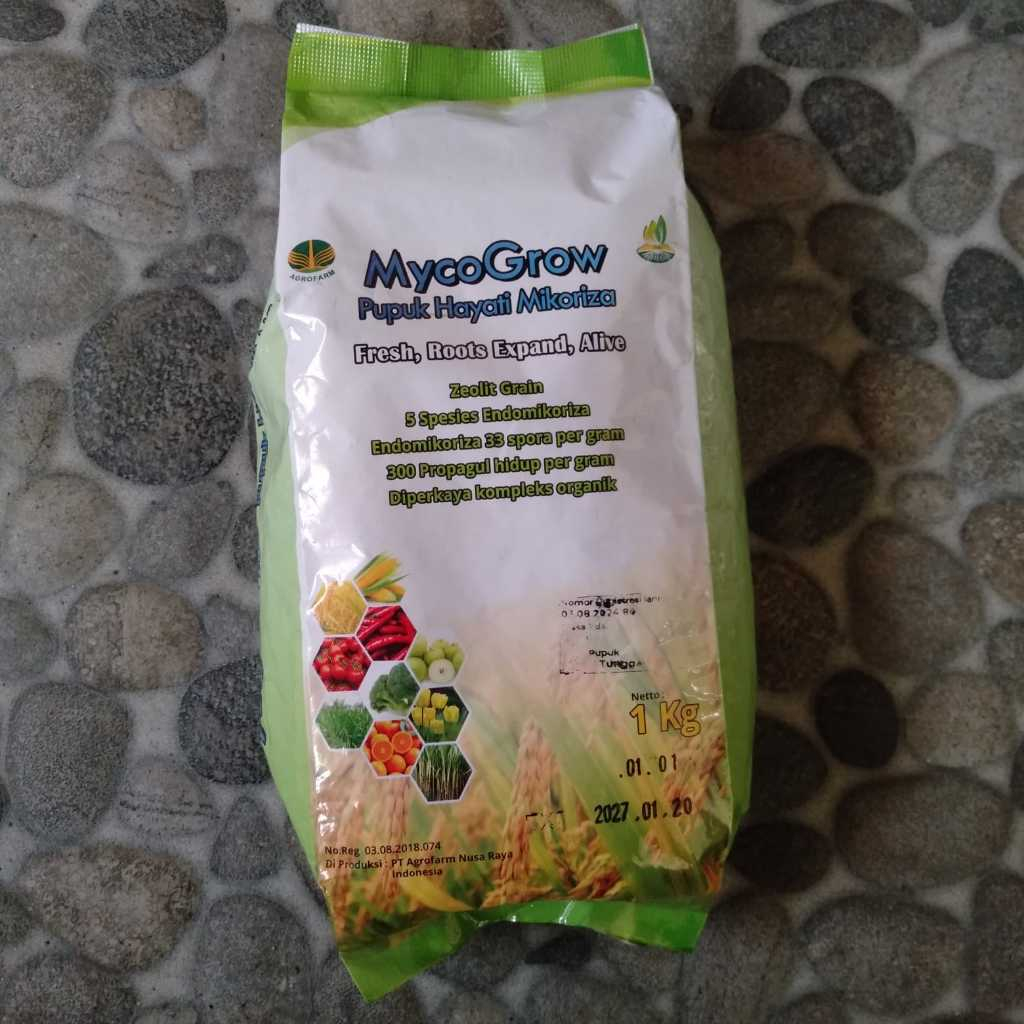 AGROFARM
MycoGrow
Pupuk Hayati Mikoriza
Fresh, Roots Expand, Alive
Zeolit Grain
5 Spesies Endomikoriza
Endomikoriza 33 spora per gram
300 Propagul hidup per gram
Diperkaya kompleks organik
Nomor
Pupuk
Netto :
1 Kg
.01.01
2027.01.20
No.Reg 03.08.2018.074
Di Produksi : PT Agrofarm Nusa Raya
Indonesia